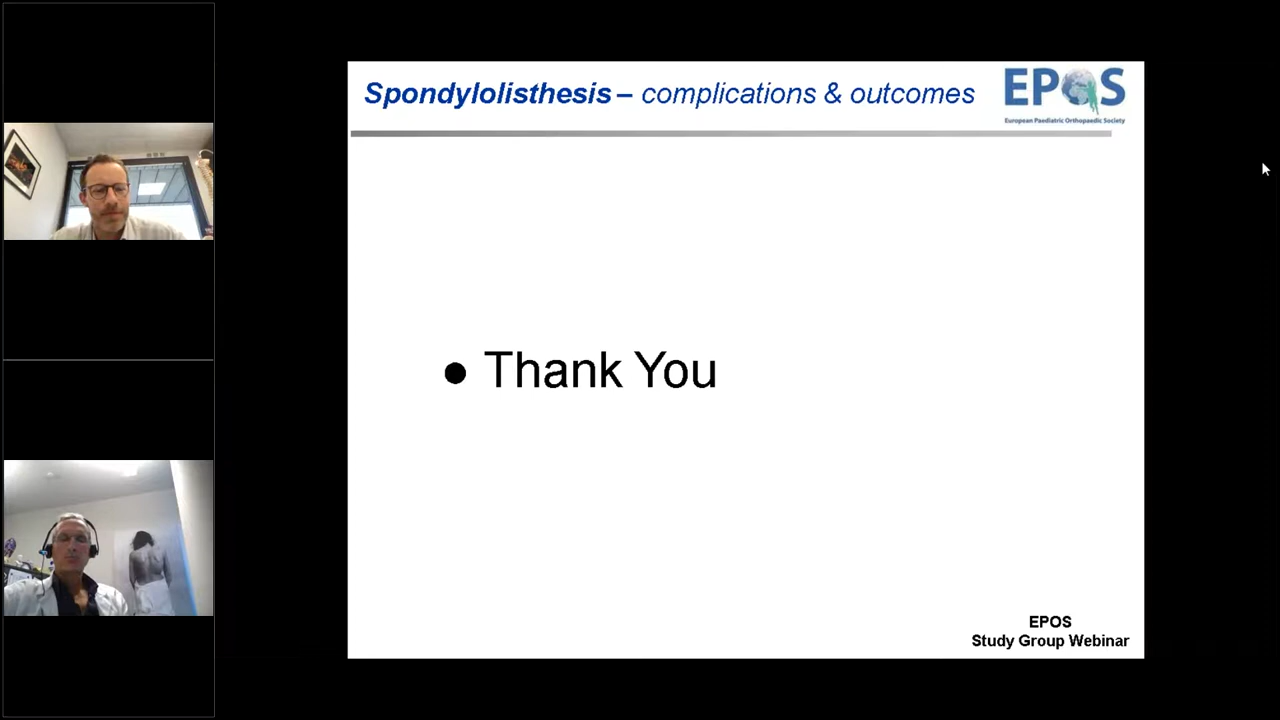 Spondylolisthesis – complications & outcomes
EPOS
European Paediatric Orthopaedic Society
● Thank You
EPOS
Study Group Webinar